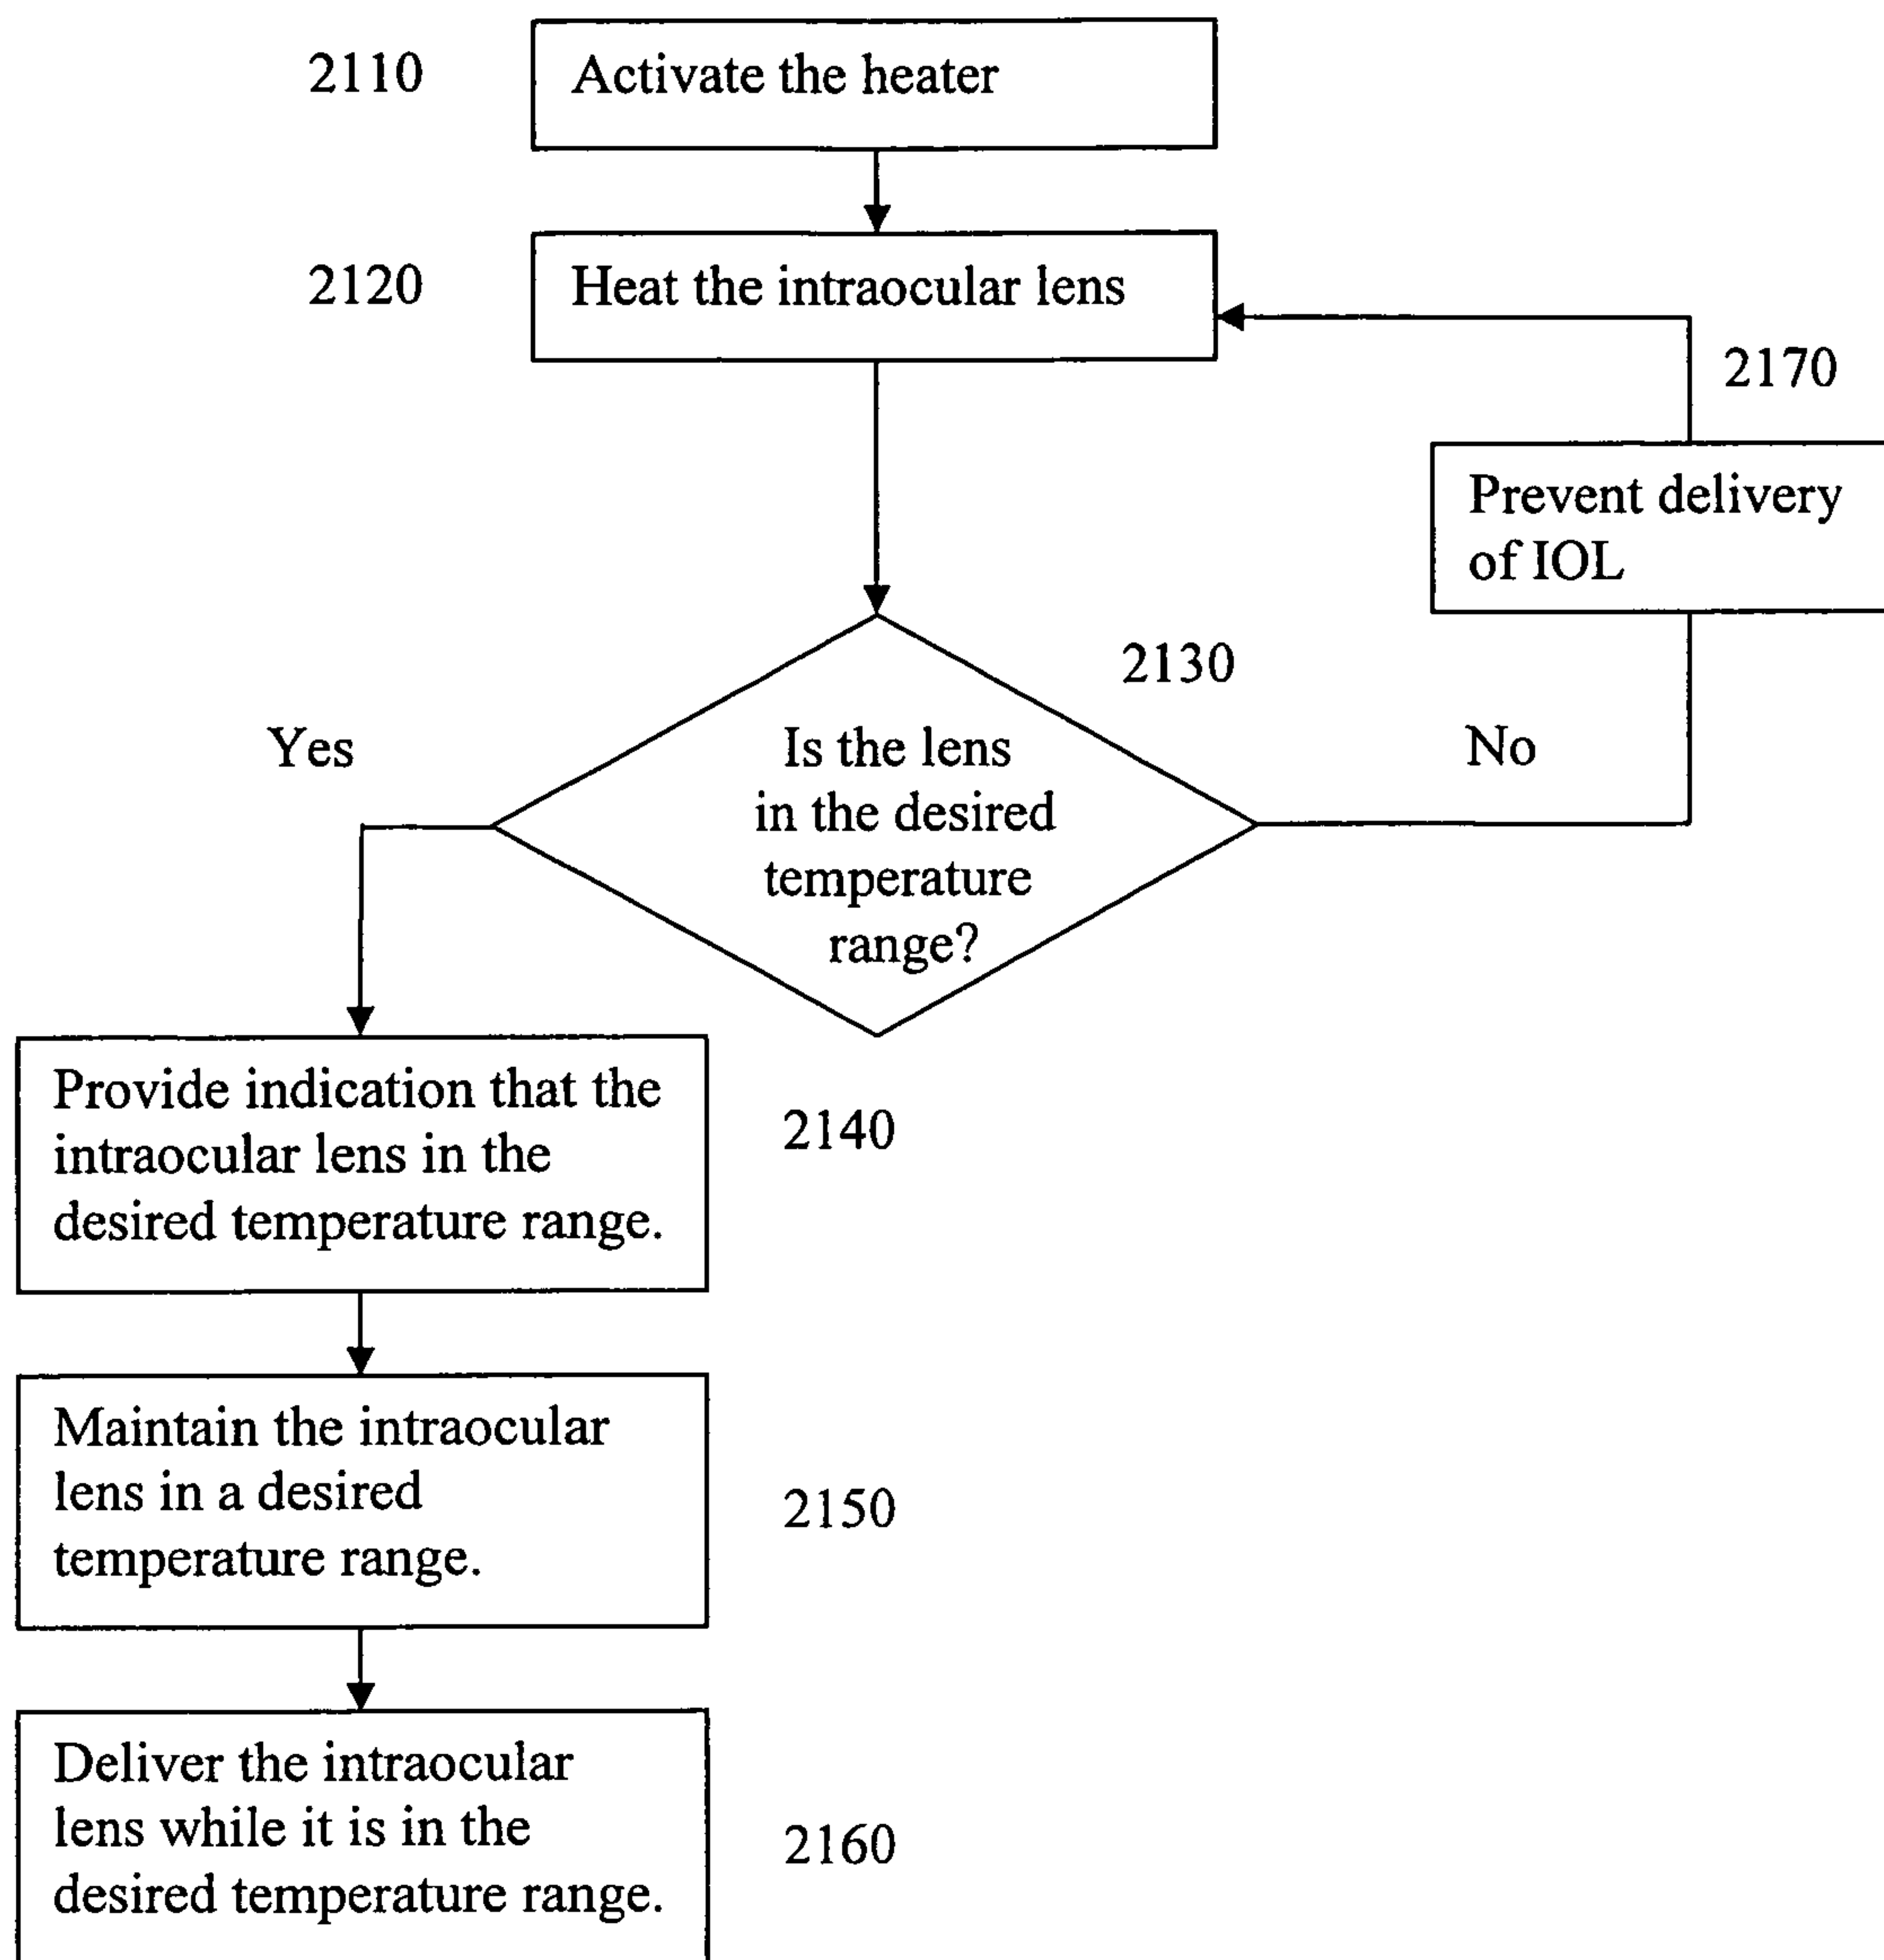 2110
Activate the heater
2120
Heat the intraocular lens
2170
Prevent delivery
of IOL
2130
Yes
Is the lens
in the desired
temperature
range?
No
Provide indication that the
intraocular lens in the
desired temperature range.
2140
Maintain the intraocular
lens in a desired
temperature range.
2150
Deliver the intraocular
lens while it is in the
desired temperature range.
2160